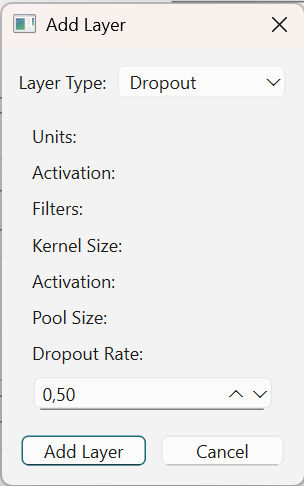 Add Layer
Layer Type: Dropout
Units:
Activation:
Filters:
Kernel Size:
Activation:
Pool Size:
Dropout Rate:
0,50
Add Layer Cancel